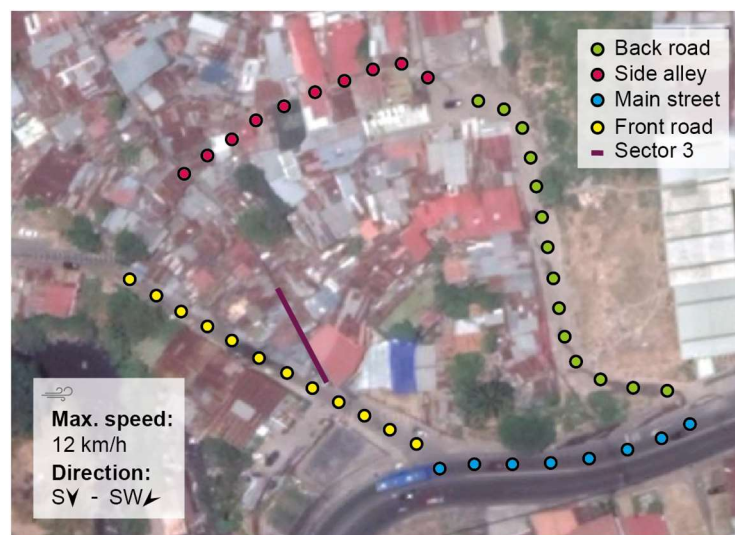 Back road
Side alley
Main street
Front road
Sector 3
Max. speed:
12 km/h
Direction:
S - SW